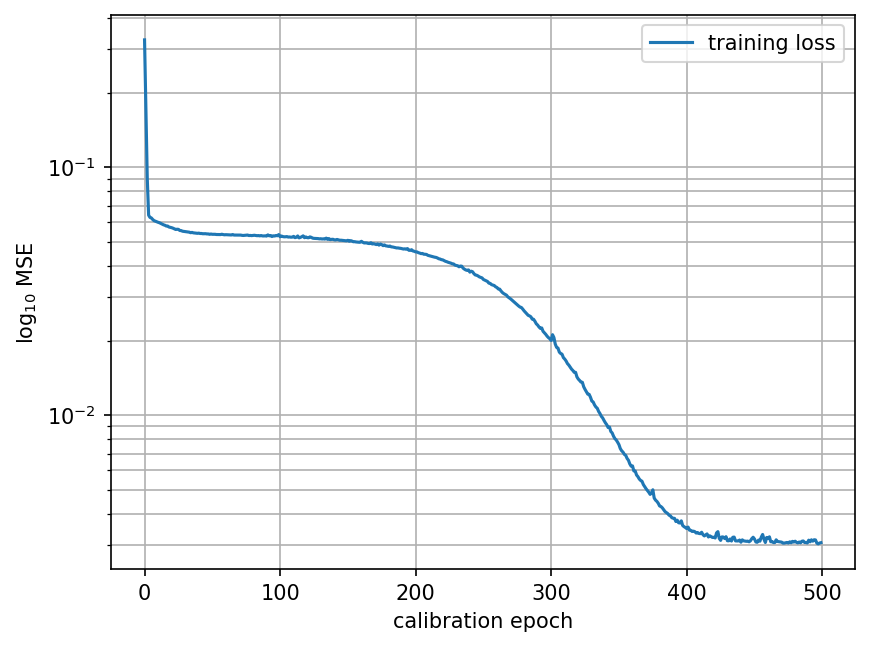 training loss
10⁻¹
10⁻²
log₁₀ MSE
0 100 200 300 400 500
calibration epoch